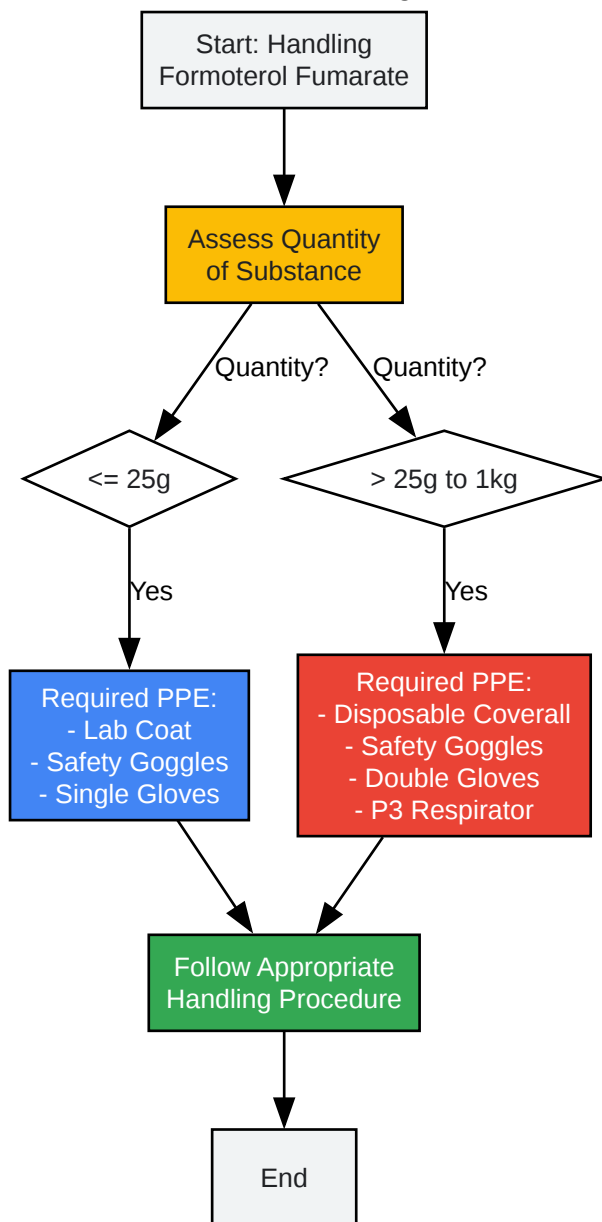 Start: Handling
Formoterol Fumarate
Assess Quantity
of Substance
Quantity?
Quantity?
<= 25g
> 25g to 1kg
Yes
Yes
Required PPE:
- Lab Coat
- Safety Goggles
- Single Gloves
Required PPE:
- Disposable Coverall
- Safety Goggles
- Double Gloves
- P3 Respirator
Follow Appropriate
Handling Procedure
End